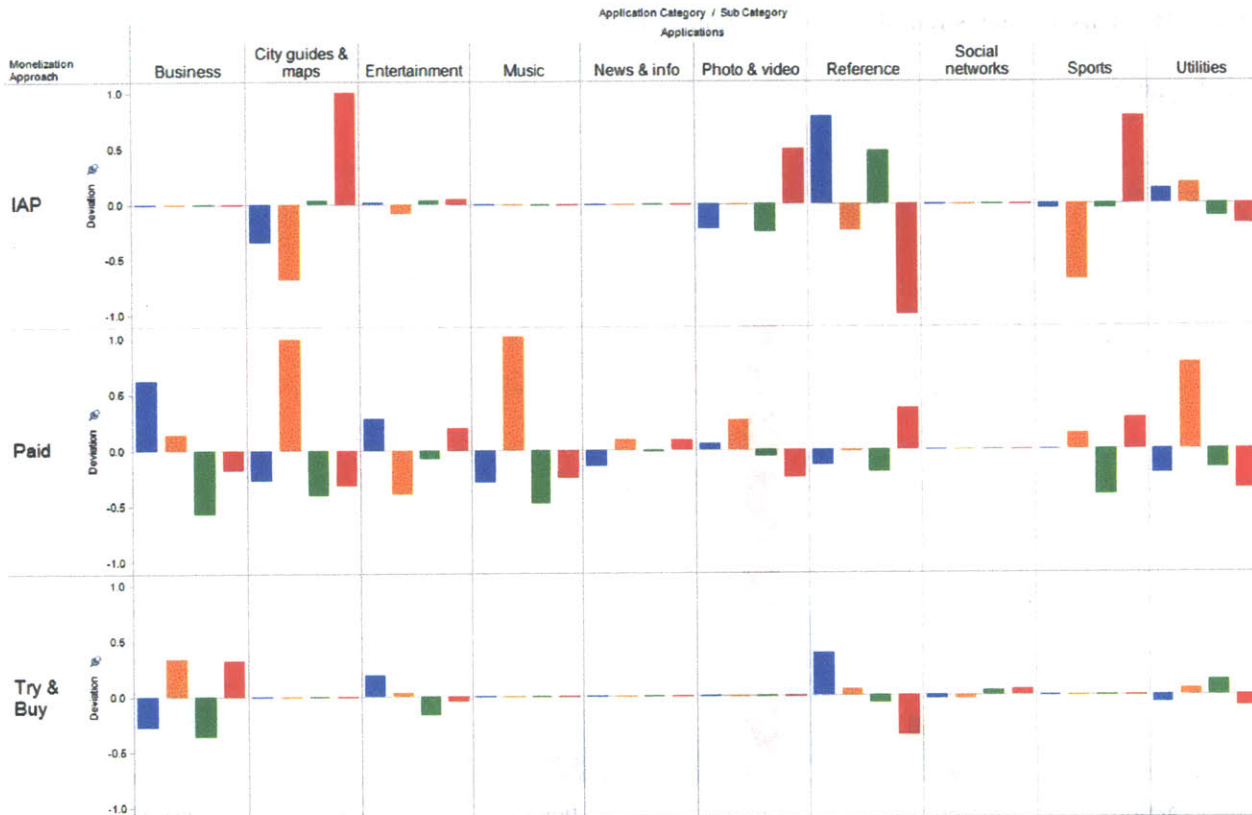 Application Category / Sub Category
Applications
Monetization
Approach
Business
City guides &
maps
Entertainment
Music
News & info
Photo & video
Reference
Social
networks
Sports
Utilities
IAP
Deviation
1.0
0.5
0.0
-0.5
-1.0
Paid
Deviation
1.0
0.5
0.0
-0.5
-1.0
Try &
Buy
Deviation
1.0
0.5
0.0
-0.5
-1.0